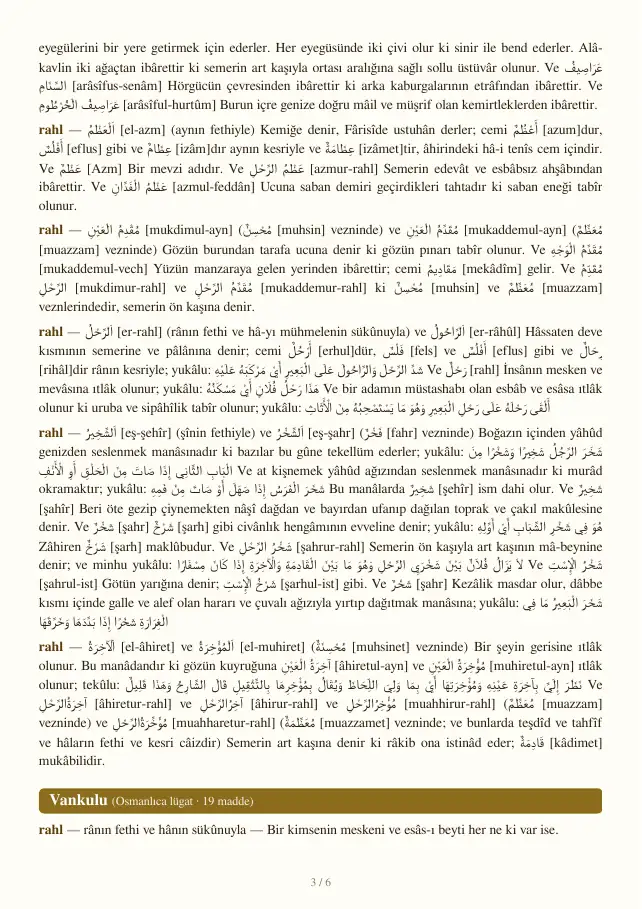 eyegülerini bir yere getirmek için ederler. Her eyegüsünde iki çivi olur ki sinir ile bend ederler. Alâ-
kavlin iki ağaçtan ibârettir ki semerin art kaşıyla ortası aralığına sağlı sollu üstüvâr olunur. Ve عَرَاصِيفُ
السَّنَامِ [arâsîfus-senâm] Hörgücün çevresinden ibârettir ki arka kaburgalarının etrâfından ibârettir. Ve
عَرَاصِيفُ الْخُرْطُومِ [arâsîful-hurtûm] Burun içre genize doğru mâil ve müşrif olan kemirtleklerden ibârettir.
rahl — اَلْعَظْمُ [el-azm] (aynın fethiyle) Kemiğe denir, Fârisîde ustuhân derler; cemi أَعْظُمٌ [azum]dur,
أَفْلُسٌ [eflus] gibi ve عِظَامٌ [izâm]dır aynın kesriyle ve عِظَامَةٌ [izâmet]tir, âhirindeki hâ-i tenîs cem içindir.
Ve عَظْمٌ [Azm] Bir mevzi adıdır. Ve عَظْمُ الرَّحْلِ [azmur-rahl] Semerin edevât ve esbâbsız ahşâbından
ibârettir. Ve عَظْمُ الْفَدَّانِ [azmul-feddân] Ucuna saban demiri geçirdikleri tahtadır ki saban eneği tabîr
olunur.
rahl — مُقْدِمُ الْعَيْنِ [mukdimul-ayn] (مُحْسِنٌ [muhsin] vezninde) ve مُقَدَّمُ الْعَيْنِ [mukaddemul-ayn] (مُعَظَّمٌ
[muazzam] vezninde) Gözün burundan tarafa ucuna denir ki gözün pınarı tabîr olunur. Ve مُقَدَّمُ الْوَجْهِ
[mukaddemul-vech] Yüzün manzaraya gelen yerinden ibârettir; cemi مَقَادِيمُ [mekâdîm] gelir. Ve مُقْدِمُ
الرَّحْلِ [mukdimur-rahl] ve مُقَدَّمُ الرَّحْلِ [mukaddemur-rahl] ki مُحْسِنٌ [muhsin] ve مُعَظَّمٌ [muazzam]
veznlerindedir, semerin ön kaşına denir.
rahl — اَلرَّحْلُ [er-rahl] (rânın fethi ve hâ-yı mühmelenin sükûnuyla) ve اَلرَّاحُولُ [er-râhûl] Hâssaten deve
kısmının semerine ve pâlânına denir; cemi أَرْحُلٌ [erhul]dür, فَلْسٌ [fels] ve أَفْلُسٌ [eflus] gibi ve رِحَالٌ
[rihâl]dir rânın kesriyle; yukâlu: شَدَّ الرَّحْلَ وَالرَّاحُولَ عَلَى الْبَعِيرِ أَيْ مَرْكَبَهُ عَلَيْهِ Ve رَحْلٌ [rahl] İnsânın mesken ve
mevâsına ıtlâk olunur; yukâlu: هَذَا رَحْلُ فُلَانٍ أَيْ مَسْكَنُهُ Ve bir adamın müstashabı olan esbâb ve esâsa ıtlâk
olunur ki uruba ve sipâhîlik tabîr olunur; yukâlu: أَلْقَى رَحْلَهُ عَلَى رَحْلِ الْبَعِيرِ وَهُوَ مَا يَسْتَصْحِبُهُ مِنَ الْأَثَاثِ
rahl — اَلشَّخِيرُ [eş-şehîr] (şînin fethiyle) ve اَلشَّخْرُ [eş-şahr] (فَخْرٌ [fahr] vezninde) Boğazın içinden yâhûd
genizden seslenmek manâsınadır ki bazılar bu gûne tekellüm ederler; yukâlu: شَخَرَ الرَّجُلُ شَخِيرًا وَشَخْرًا مِنَ
الْبَابِ الثَّانِي إِذَا صَاتَ مِنَ الْحَلْقِ أَوِ الْأَنْفِ Ve at kişnemek yâhûd ağızından seslenmek manâsınadır ki murâd
okramaktır; yukâlu: شَخَرَ الْفَرَسُ إِذَا صَهَلَ أَوْ صَاتَ مِنْ فَمِهِ Bu manâlarda شَخِيرٌ [şehîr] ism dahi olur. Ve شَخِيرٌ
[şahîr] Beri öte gezip çiynemekten nâşî dağdan ve bayırdan ufanıp dağılan toprak ve çakıl makûlesine
denir. Ve شَخْرٌ [şahr] شَرْخٌ [şarh] gibi civânlık hengâmının evveline denir; yukâlu: هُوَ فِي شَخْرِ الشَّبَابِ أَيْ أَوَّلِهِ
Zâhiren شَرْخٌ [şarh] maklûbudur. Ve شَخْرُ الرَّحْلِ [şahrur-rahl] Semerin ön kaşıyla art kaşının mâ-beynine
denir; ve minhu yukâlu: لَا يَزَالُ فُلَانٌ بَيْنَ شَخْرَيِ الرَّحْلِ وَهُوَ مَا بَيْنَ الْقَادِمَةِ وَالْآخِرَةِ إِذَا كَانَ مِسْفَارًا Ve شَخْرُ الْإِسْتِ
[şahrul-ist] Götün yarığına denir; شَرْخُ الْإِسْتِ [şarhul-ist] gibi. Ve شَخْرٌ [şahr] Kezâlik masdar olur, dâbbe
kısmı içinde galle ve alef olan hararı ve çuvalı ağızıyla yırtıp dağıtmak manâsına; yukâlu: شَخَرَ الْبَعِيرُ مَا فِي
الْغِرَارَةِ شَخْرًا إِذَا بَدَّدَهَا وَخَرَّقَهَا
rahl — اَلْآخِرَةُ [el-âhiret] ve اَلْمُؤْخِرَةُ [el-muhiret] (مُحْسِنَةٌ [muhsinet] vezninde) Bir şeyin gerisine ıtlâk
olunur. Bu manâdandır ki gözün kuyruğuna آخِرَةُ الْعَيْنِ [âhiretul-ayn] ve مُؤْخِرَةُ الْعَيْنِ [muhiretul-ayn] ıtlâk
olunur; tekûlu: نَظَرَ إِلَيَّ بِآخِرَةِ عَيْنِهِ وَمُؤْخِرَتِهَا أَيْ بِمَا وَلِيَ اللِّحَاظَ وَيُقَالُ بِمُؤْخِرِهَا بِالتَّثْقِيلِ قَالَ الشَّارِحُ وَهَذَا قَلِيلٌ Ve
آخِرَةُالرَّحْلِ [âhiretur-rahl] ve آخِرُالرَّحْلِ [âhirur-rahl] ve مُؤَخِّرُالرَّحْلِ [muahhirur-rahl] (مُعَظَّمٌ [muazzam]
vezninde) ve مُؤَخَّرَةُالرَّحْلِ [muahharetur-rahl] (مُعَظَّمَةٌ [muazzamet] vezninde; ve bunlarda teşdîd ve tahfîf
ve hâların fethi ve kesri câizdir) Semerin art kaşına denir ki râkib ona istinâd eder; قَادِمَةٌ [kâdimet]
mukâbilidir.
Vankulu (Osmanlıca lügat · 19 madde)
rahl — rânın fethi ve hânın sükûnuyla — Bir kimsenin meskeni ve esâs-ı beyti her ne ki var ise.
3 / 6